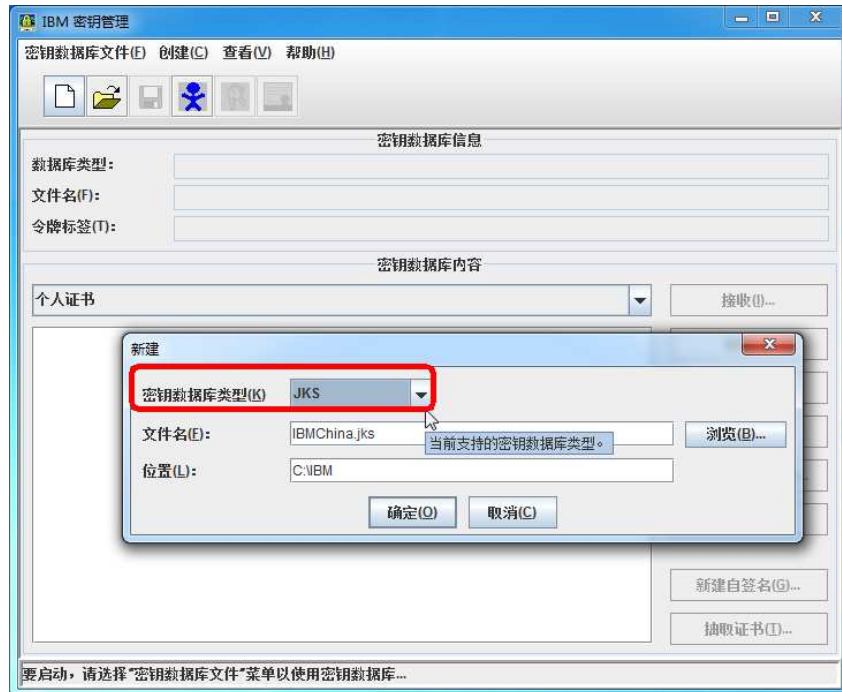 IBM 密钥管理
密钥数据库文件(F) 创建(C) 查看(V) 帮助(H)
密钥数据库信息
数据库类型：
文件名(F)：
令牌标签(T)：
密钥数据库内容
个人证书
接收(J)...
新建
密钥数据库类型(K) JKS
文件名(F)： IBMChina.jks 浏览(B)...
当前支持的密钥数据库类型。
位置(L)： C:\IBM
确定(O) 取消(C)
新建自签名(G)...
抽取证书(T)...
要启动，请选择“密钥数据库文件”菜单以使用密钥数据库...